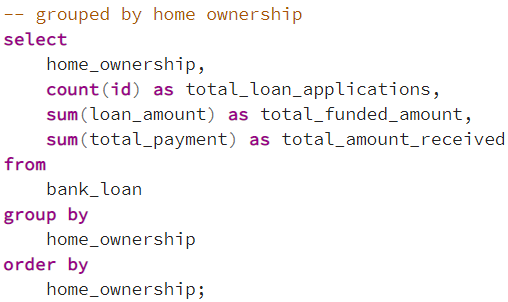 -- grouped by home ownership
select
    home_ownership,
    count(id) as total_loan_applications,
    sum(loan_amount) as total_funded_amount,
    sum(total_payment) as total_amount_received
from
    bank_loan
group by
    home_ownership
order by
    home_ownership;